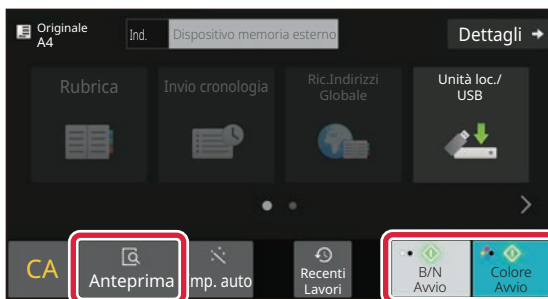 Originale
A4
Ind.
Dispositivo memoria esterno
Dettagli
Rubrica
Invio cronologia
Ric.Indirizzi
Globale
Unità loc./
USB
CA
Anteprima
mp. auto
Recenti
Lavori
B/N
Avvio
Colore
Avvio